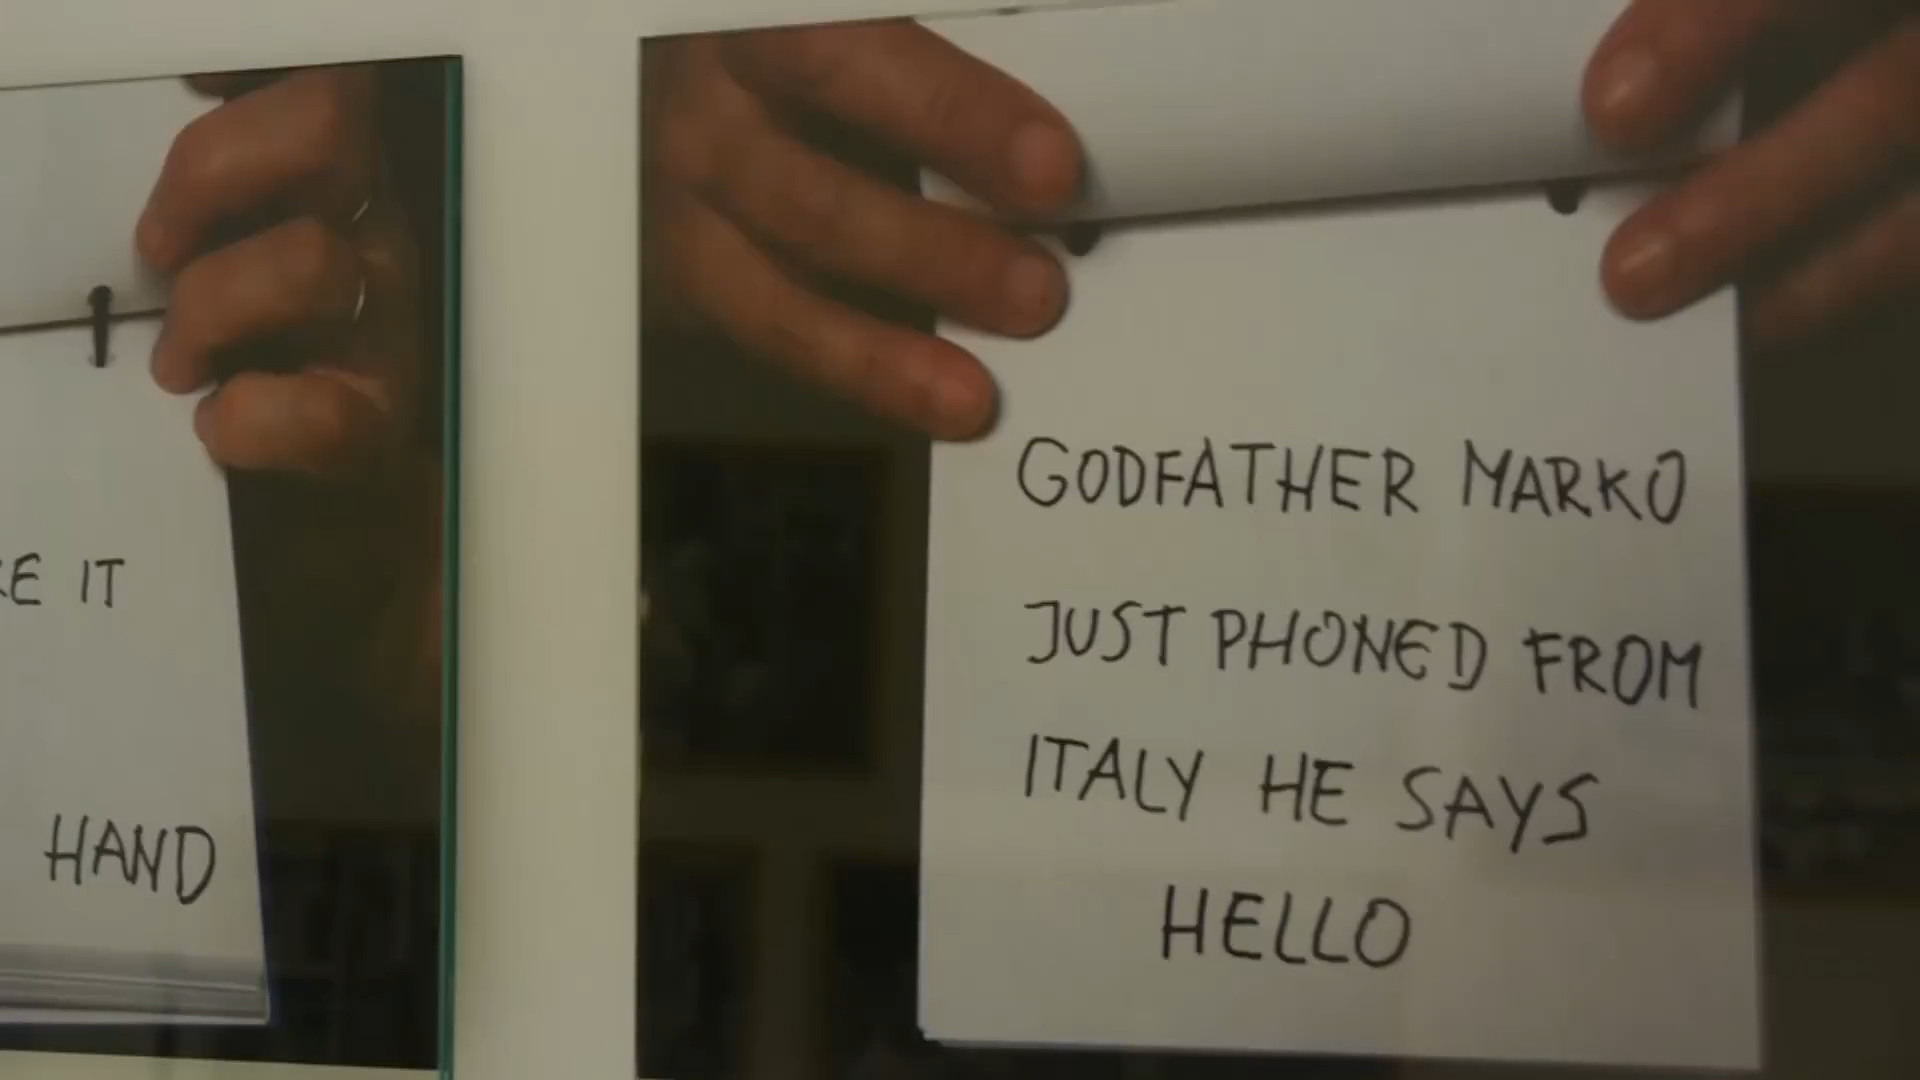 IT
HAND
GODFATHER MARKO
JUST PHONED FROM
ITALY HE SAYS
HELLO